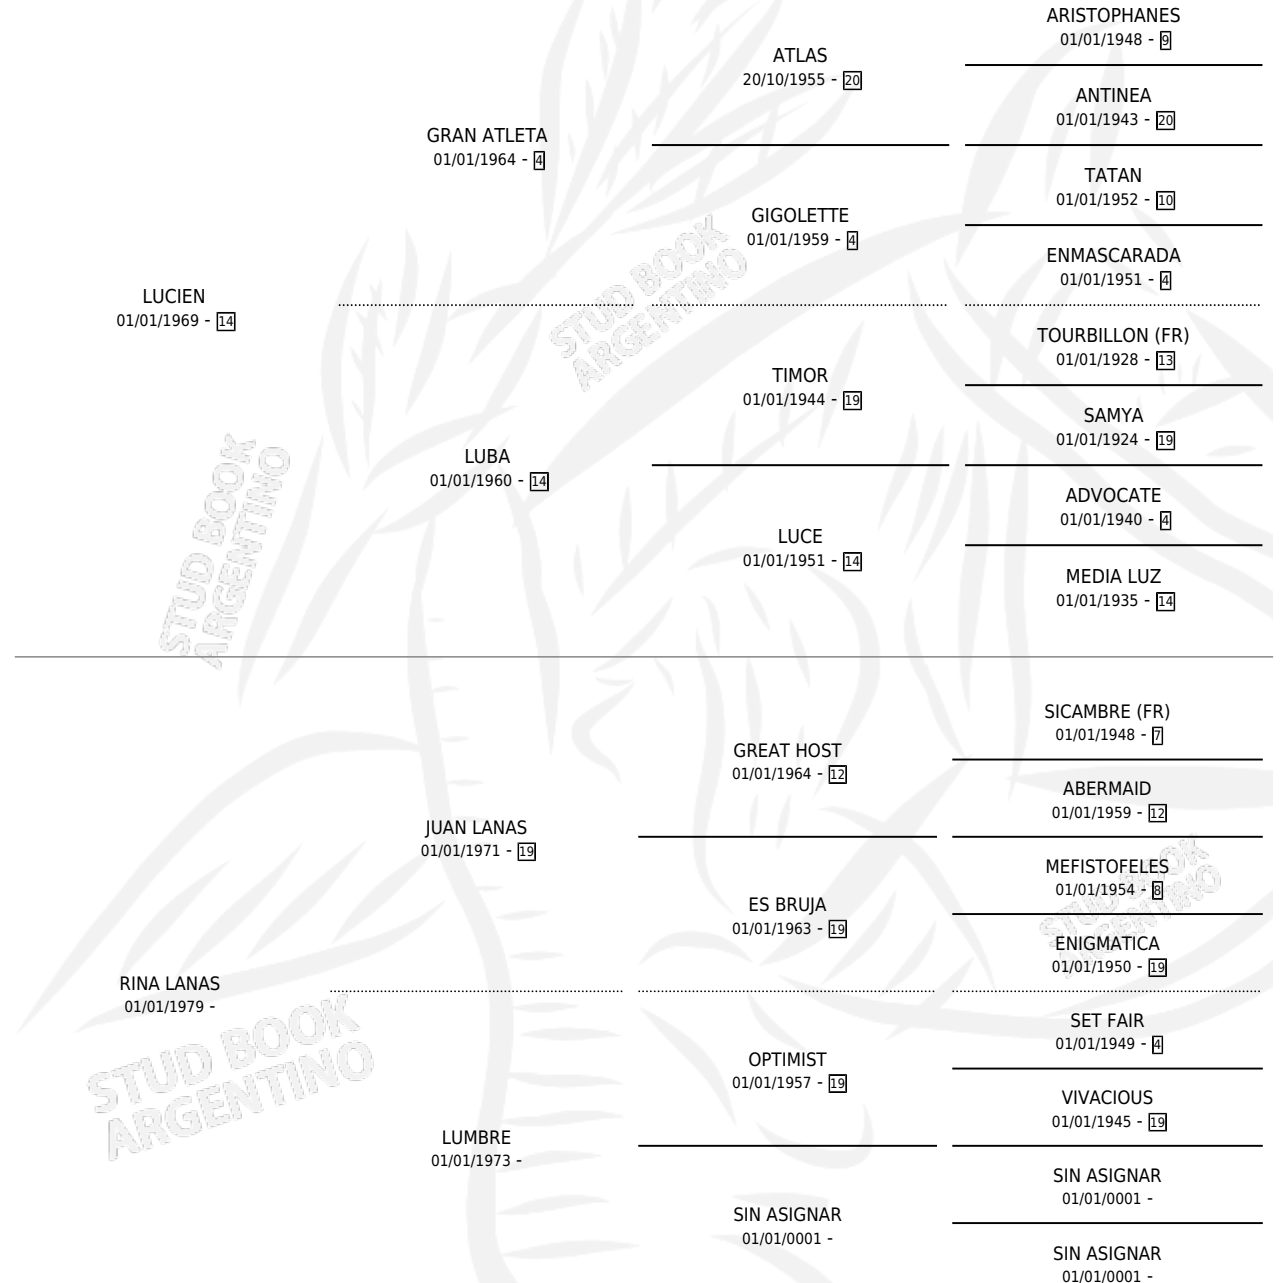 ARISTOPHANES
01/01/1948 - 9
ATLAS
20/10/1955 - 20
ANTINEA
01/01/1943 - 20
GRAN ATLETA
01/01/1964 - 4
TATAN
01/01/1952 - 10
GIGOLETTE
01/01/1959 - 4
ENMASCARADA
01/01/1951 - 4
LUCIEN
01/01/1969 - 14
STUD BOOK
ARGENTINO
TOURBILLON (FR)
01/01/1928 - 13
TIMOR
01/01/1944 - 19
SAMYA
01/01/1924 - 19
LUBA
01/01/1960 - 14
ADVOCATE
01/01/1940 - 4
LUCE
01/01/1951 - 14
MEDIA LUZ
01/01/1935 - 14
STUD BOOK
ARGENTINO
SICAMBRE (FR)
01/01/1948 - 7
GREAT HOST
01/01/1964 - 12
ABERMAID
01/01/1959 - 12
JUAN LANAS
01/01/1971 - 19
MEFISTOFELES
01/01/1954 - 8
ES BRUJA
01/01/1963 - 19
ENIGMATICA
01/01/1950 - 19
STUD BOOK
ARGENTINO
RINA LANAS
01/01/1979 -
SET FAIR
01/01/1949 - 4
OPTIMIST
01/01/1957 - 19
VIVACIOUS
01/01/1945 - 19
STUD BOOK
ARGENTINO
LUMBRE
01/01/1973 -
SIN ASIGNAR
01/01/0001 -
SIN ASIGNAR
01/01/0001 -
SIN ASIGNAR
01/01/0001 -